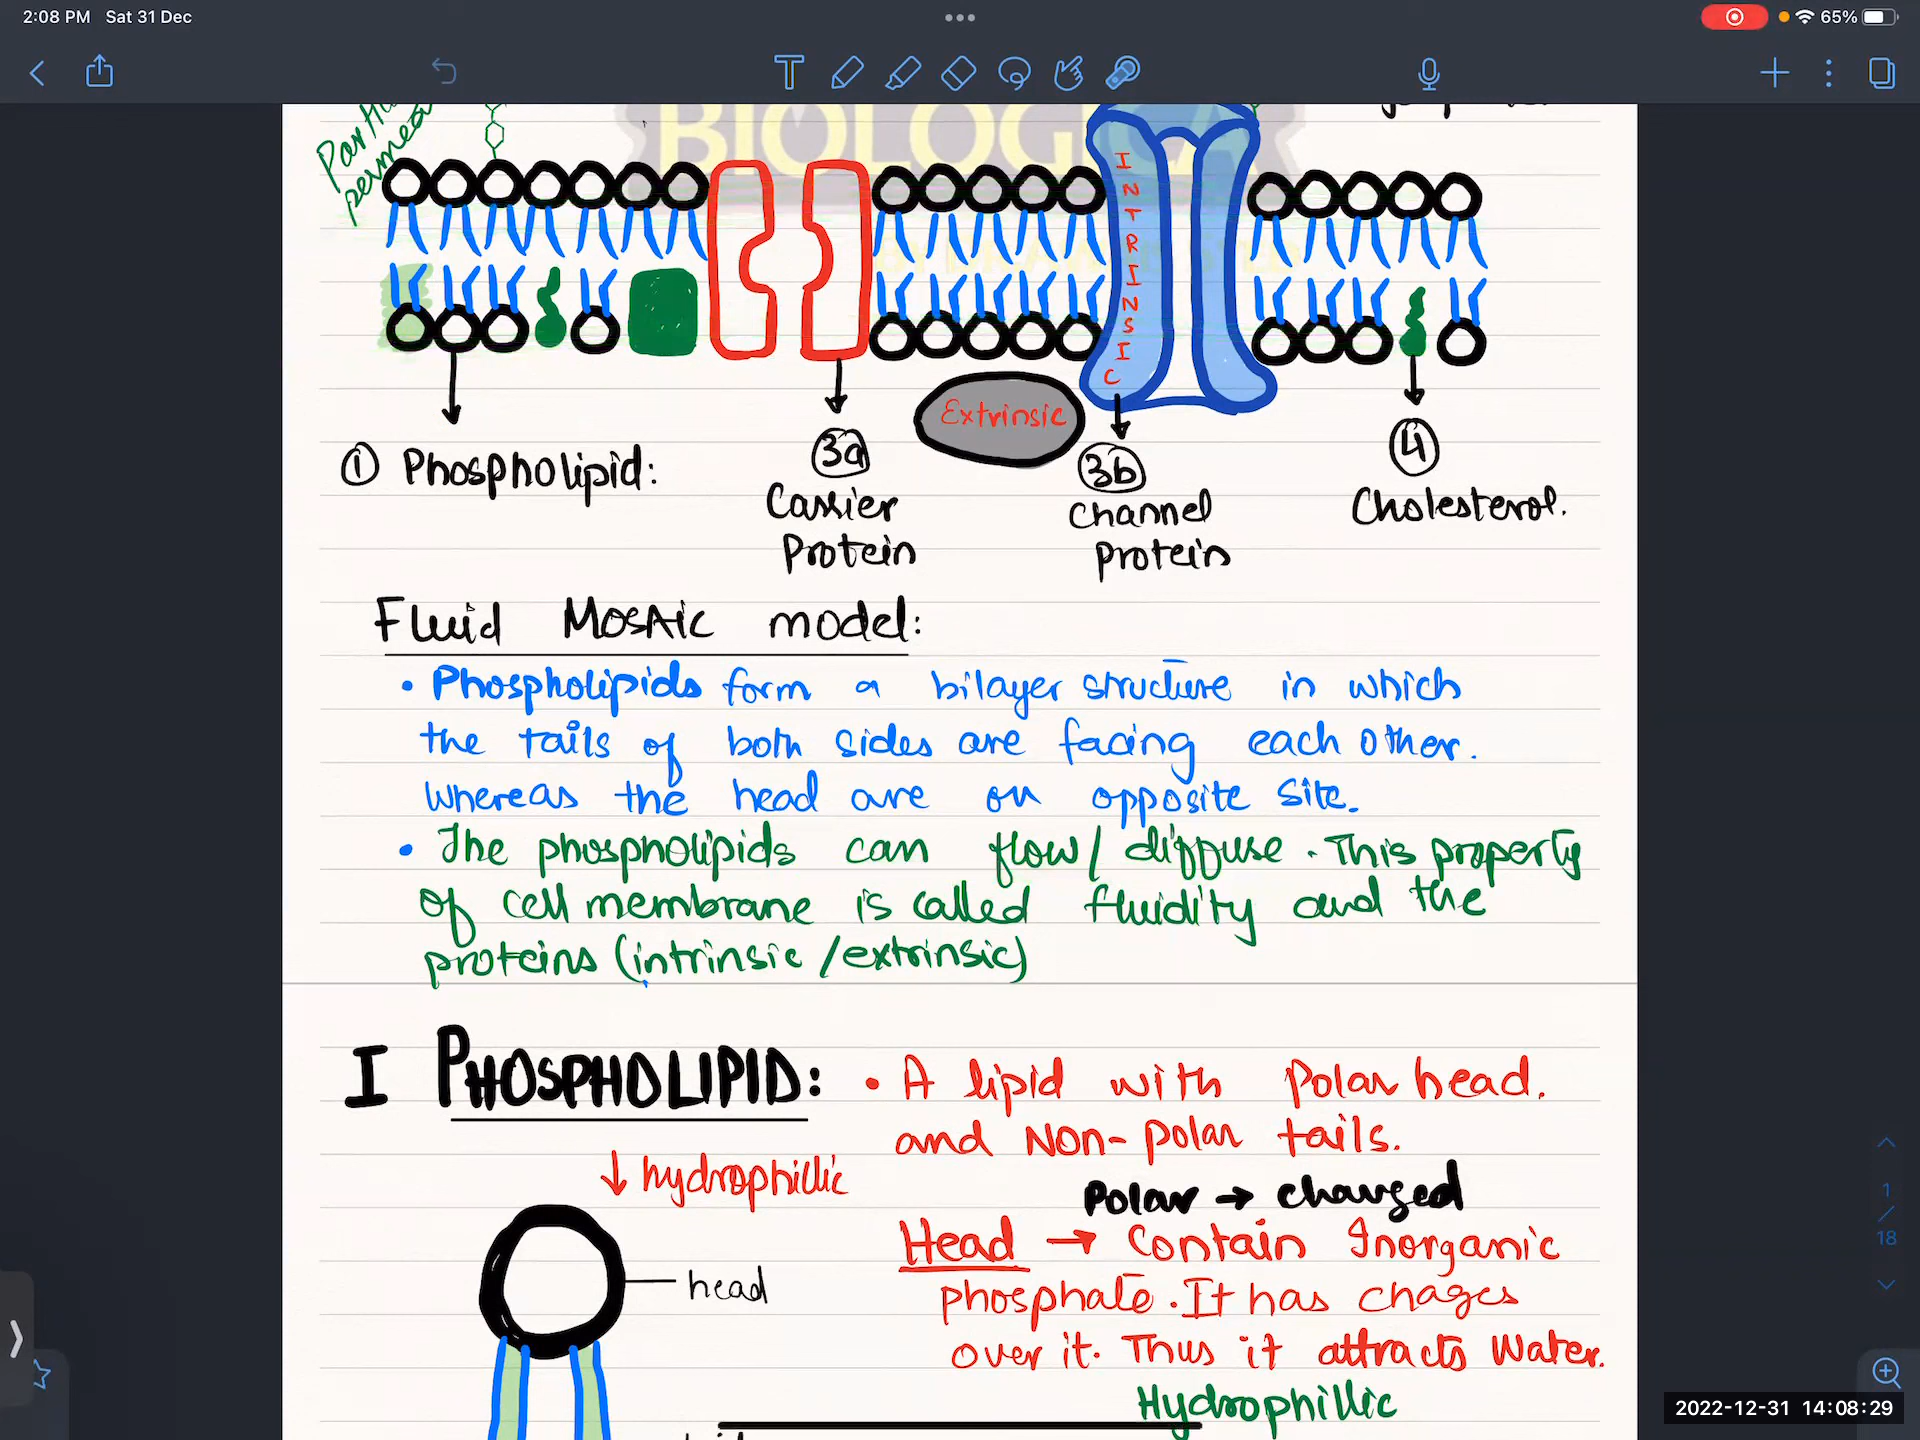 2:08 PM Sat 31 Dec
65%
BIOLOGICA
permea
INTRINSIC
Extrinsic
① Phospholipid:
3a
Carrier
Protein
3b
Channel
protein
4
Cholesterol.
Fluid Mosaic model:
• Phospholipids form a bilayer structure in which
the tails of both sides are facing each other.
Whereas the head are on opposite site.
• The phospholipids can flow/ diffuse. This property
of cell membrane is called fluidity and the
proteins (intrinsic /extrinsic)
I PHOSPHOLIPID:
• A lipid with Polar head.
and Non-polar tails.
↓ hydrophillic
Polar → charged
Head → Contain Inorganic
phosphate. It has chages
over it. Thus it attracts Water.
Hydrophillic
head
1
/
18
2022-12-31 14:08:29